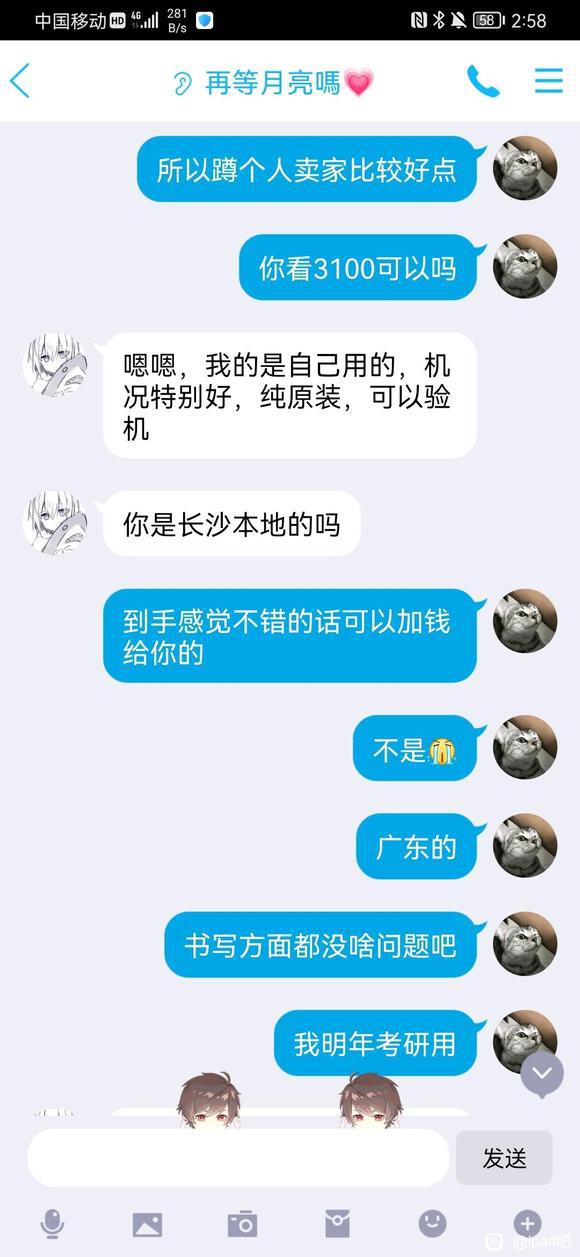 中国移动 HD 4G 281 B/s 58 2:58
再等月亮嗎
所以蹲个人卖家比较好点
你看3100可以吗
嗯嗯，我的是自己用的，机
况特别好，纯原装，可以验
机
你是长沙本地的吗
到手感觉不错的话可以加钱
给你的
不是😭
广东的
书写方面都没啥问题吧
我明年考研用
发送
@ipad吧